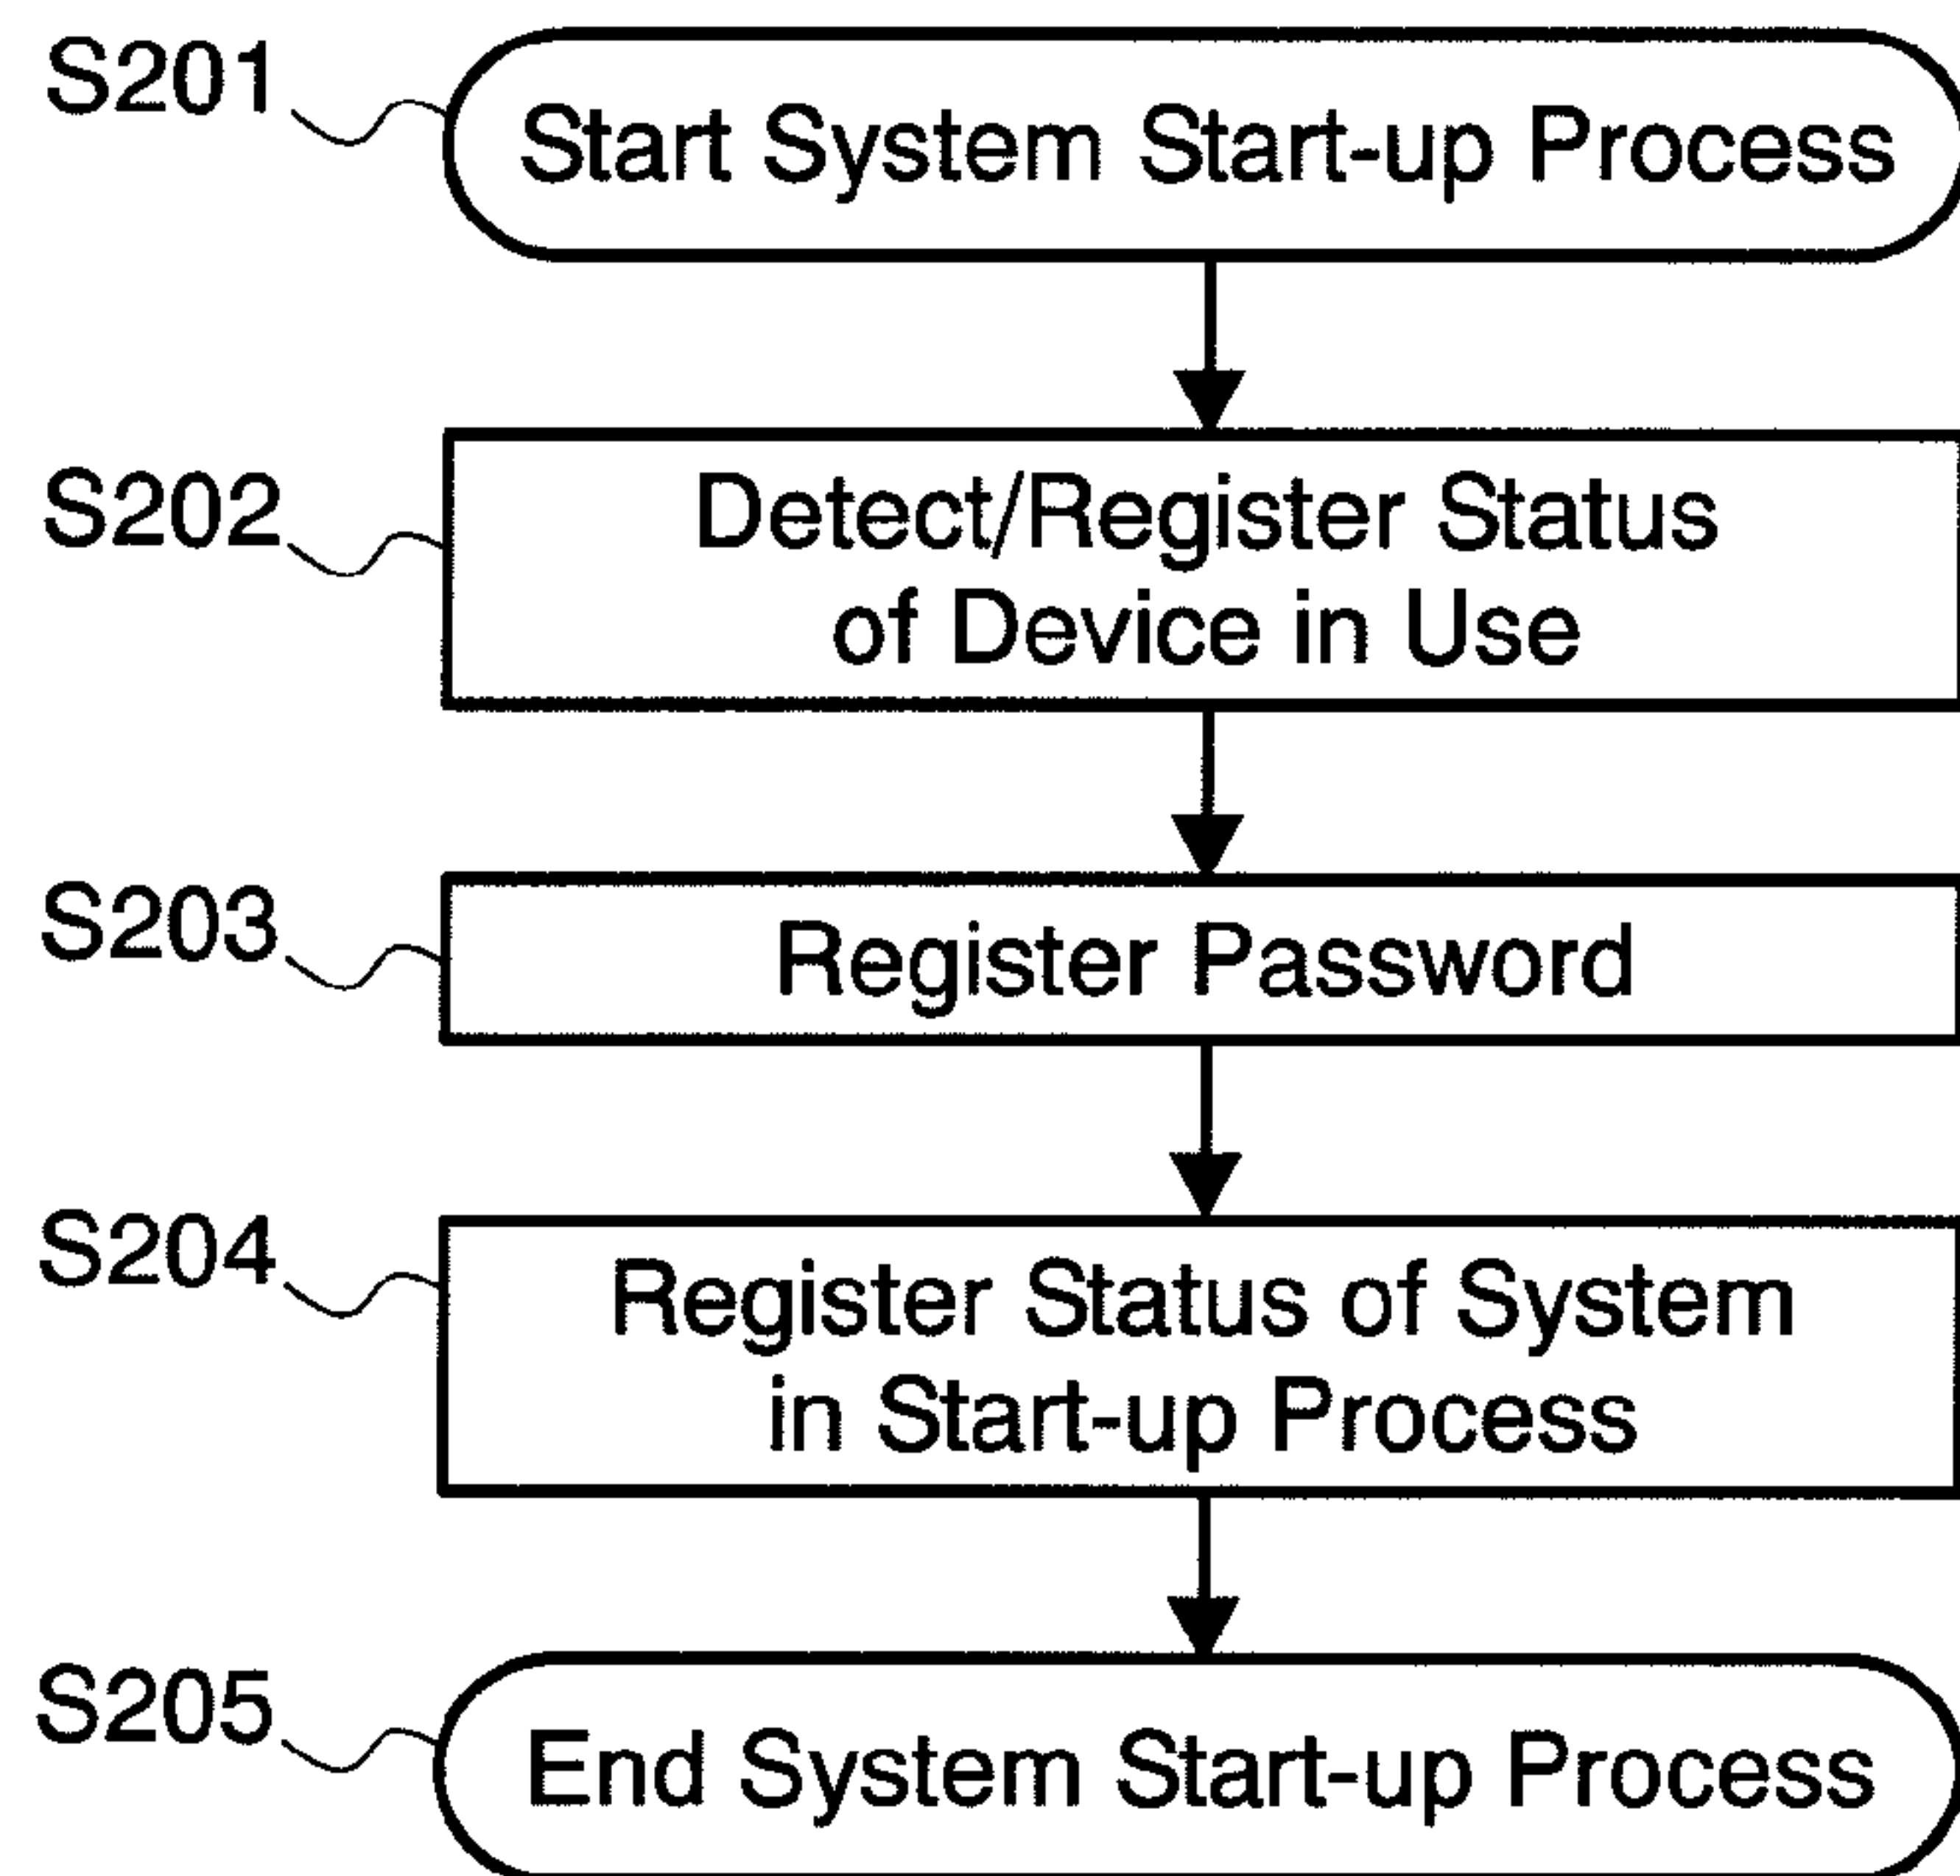 S201
Start System Start-up Process
S202
Detect/Register Status
of Device in Use
S203
Register Password
S204
Register Status of System
in Start-up Process
S205
End System Start-up Process